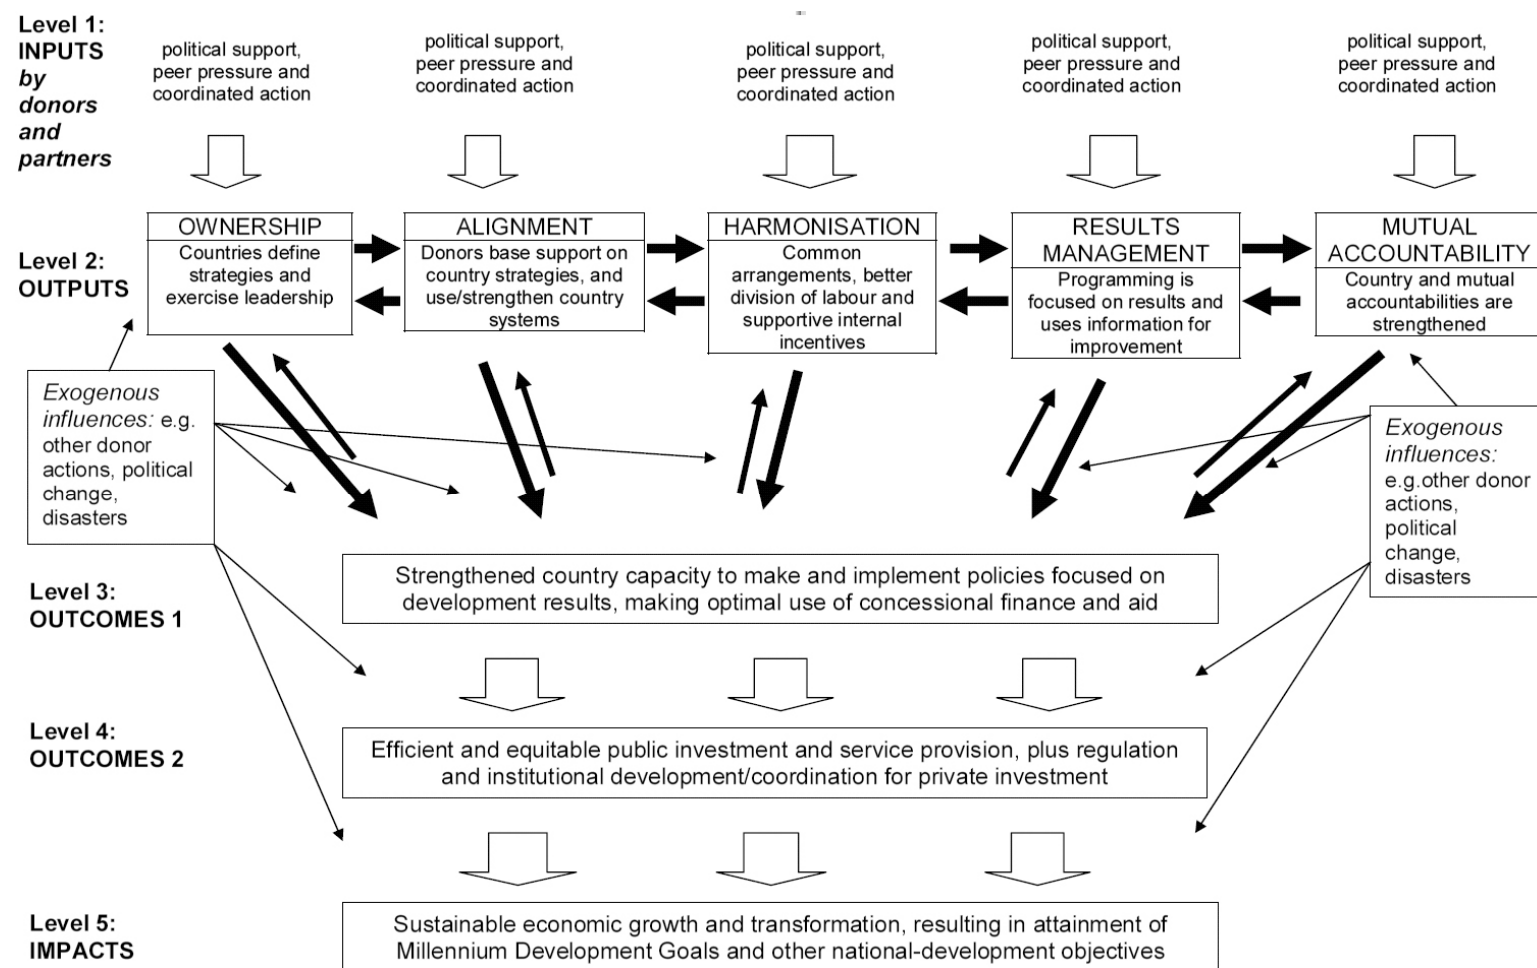 Level 1:
INPUTS
by
donors
and
partners
political support,
peer pressure and
coordinated action
political support,
peer pressure and
coordinated action
political support,
peer pressure and
coordinated action
political support,
peer pressure and
coordinated action
political support,
peer pressure and
coordinated action
Level 2:
OUTPUTS
OWNERSHIP
Countries define
strategies and
exercise leadership
ALIGNMENT
Donors base support on
country strategies, and
use/strengthen country
systems
HARMONISATION
Common
arrangements, better
division of labour and
supportive internal
incentives
RESULTS
MANAGEMENT
Programming is
focused on results and
uses information for
improvement
MUTUAL
ACCOUNTABILITY
Country and mutual
accountabilities are
strengthened
Exogenous
influences: e.g.
other donor
actions, political
change,
disasters
Exogenous
influences:
e.g.other donor
actions,
political
change,
disasters
Level 3:
OUTCOMES 1
Strengthened country capacity to make and implement policies focused on
development results, making optimal use of concessional finance and aid
Level 4:
OUTCOMES 2
Efficient and equitable public investment and service provision, plus regulation
and institutional development/coordination for private investment
Level 5:
IMPACTS
Sustainable economic growth and transformation, resulting in attainment of
Millennium Development Goals and other national-development objectives